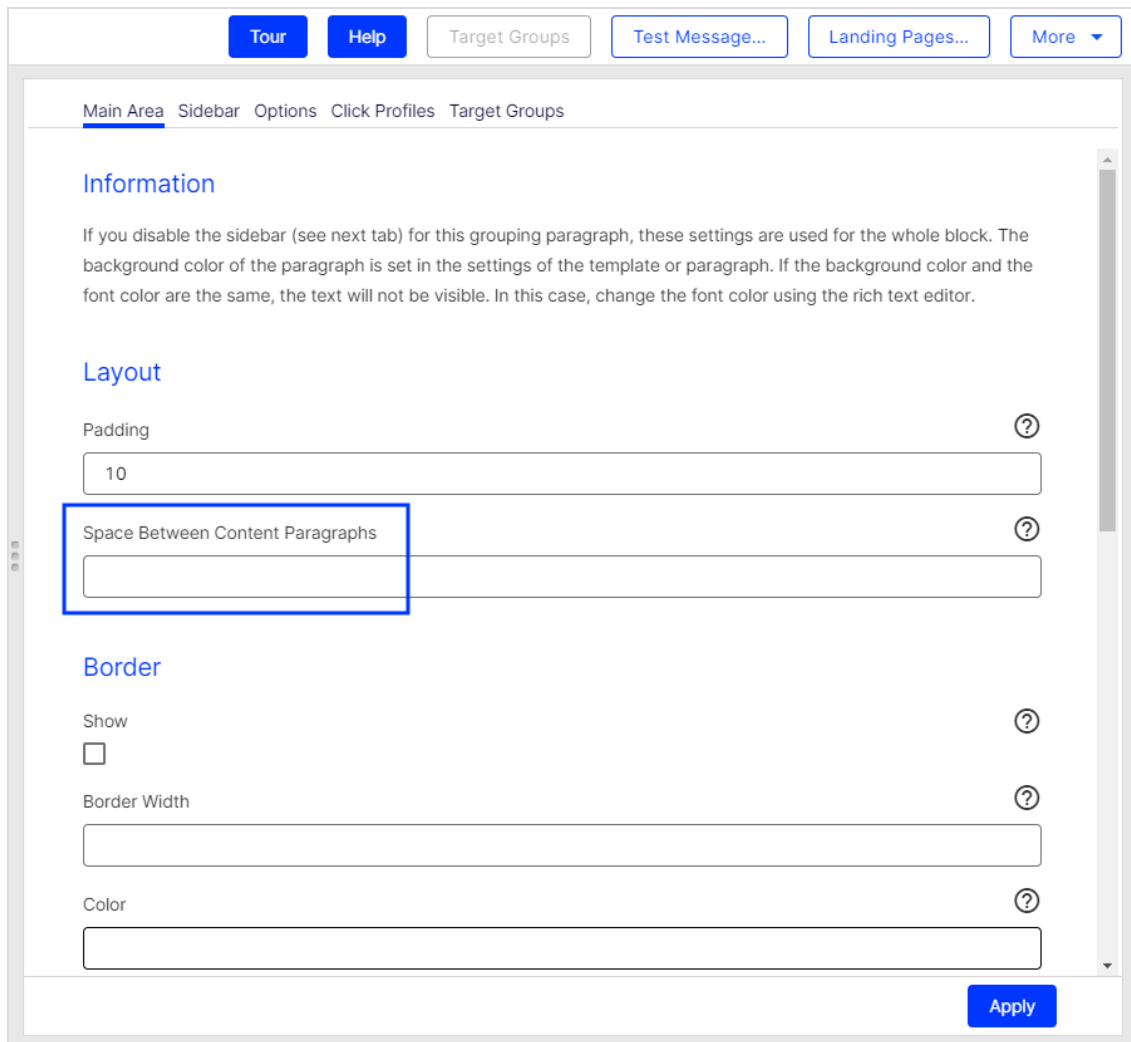 Tour Help Target Groups Test Message... Landing Pages... More
Main Area Sidebar Options Click Profiles Target Groups
Information
If you disable the sidebar (see next tab) for this grouping paragraph, these settings are used for the whole block. The
background color of the paragraph is set in the settings of the template or paragraph. If the background color and the
font color are the same, the text will not be visible. In this case, change the font color using the rich text editor.
Layout
Padding
10
Space Between Content Paragraphs
Border
Show
Border Width
Color
Apply